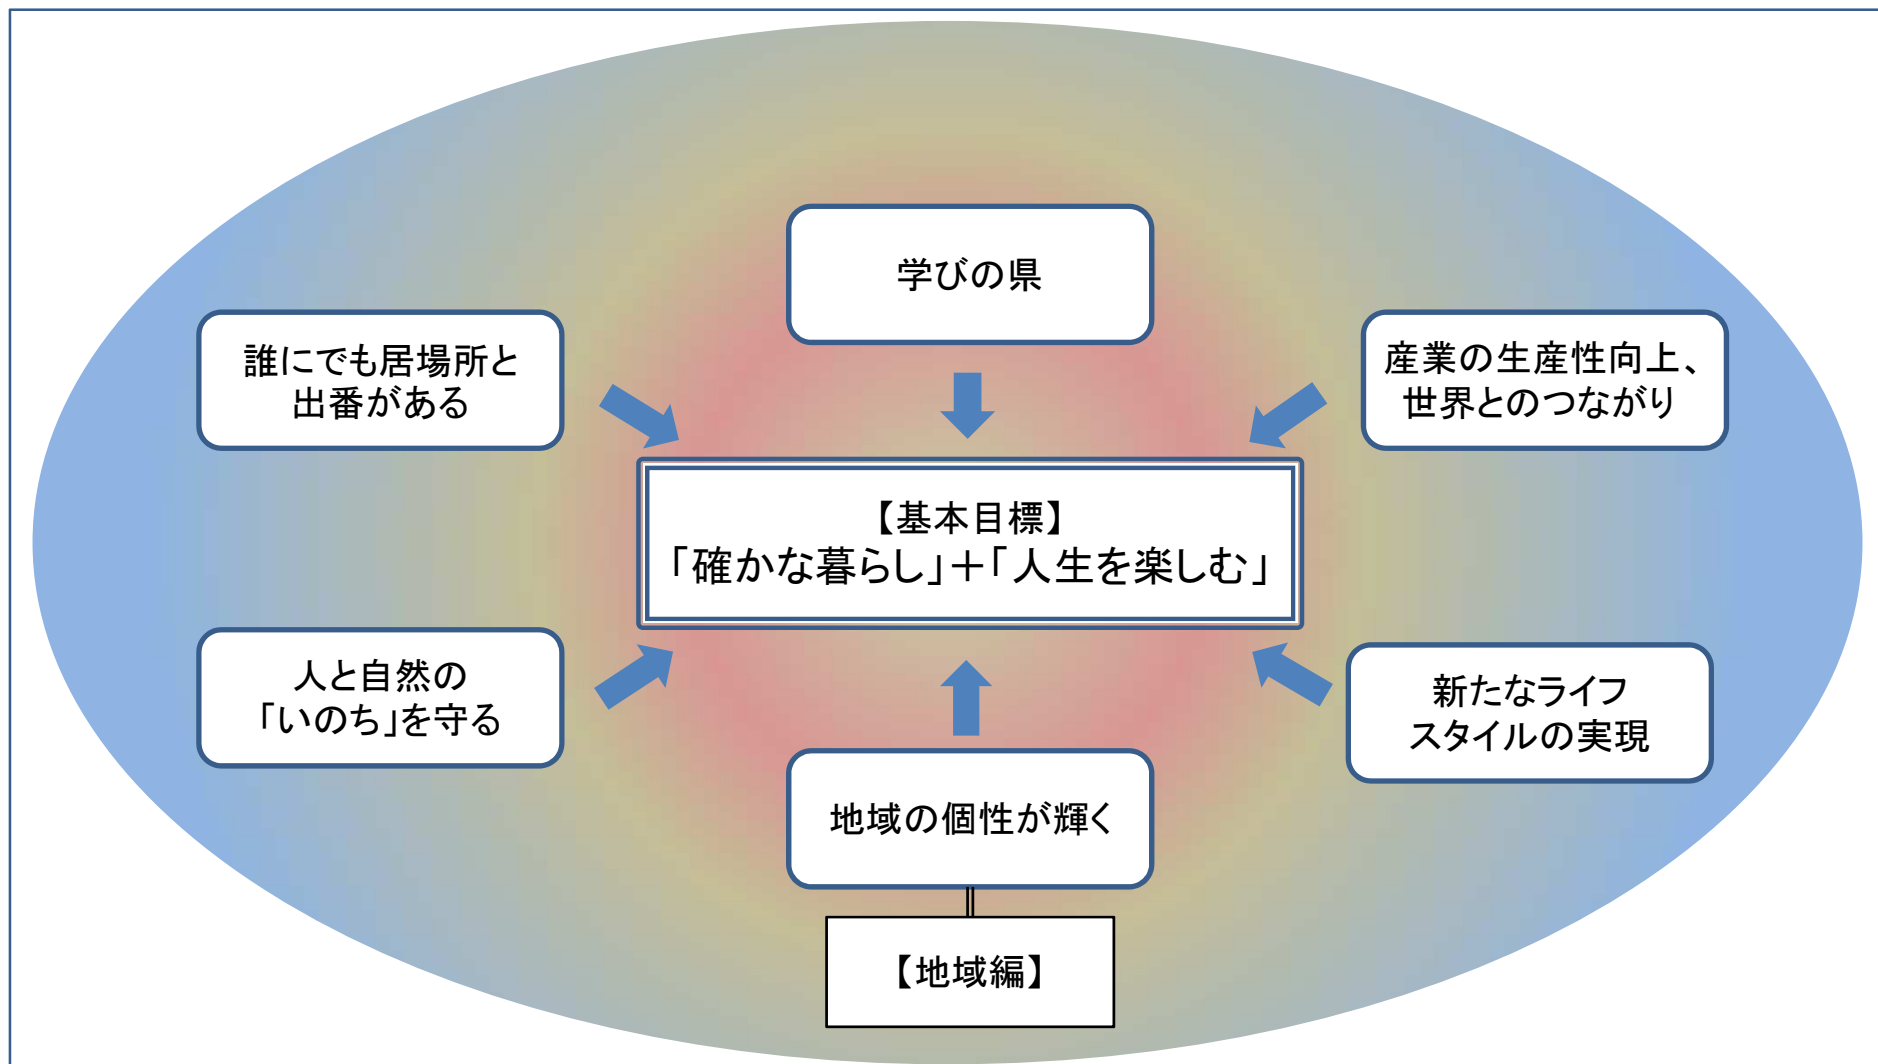 学びの県
誰にでも居場所と
出番がある
産業の生産性向上、
世界とのつながり
【基本目標】
「確かな暮らし」＋「人生を楽しむ」
人と自然の
「いのち」を守る
新たなライフ
スタイルの実現
地域の個性が輝く
【地域編】